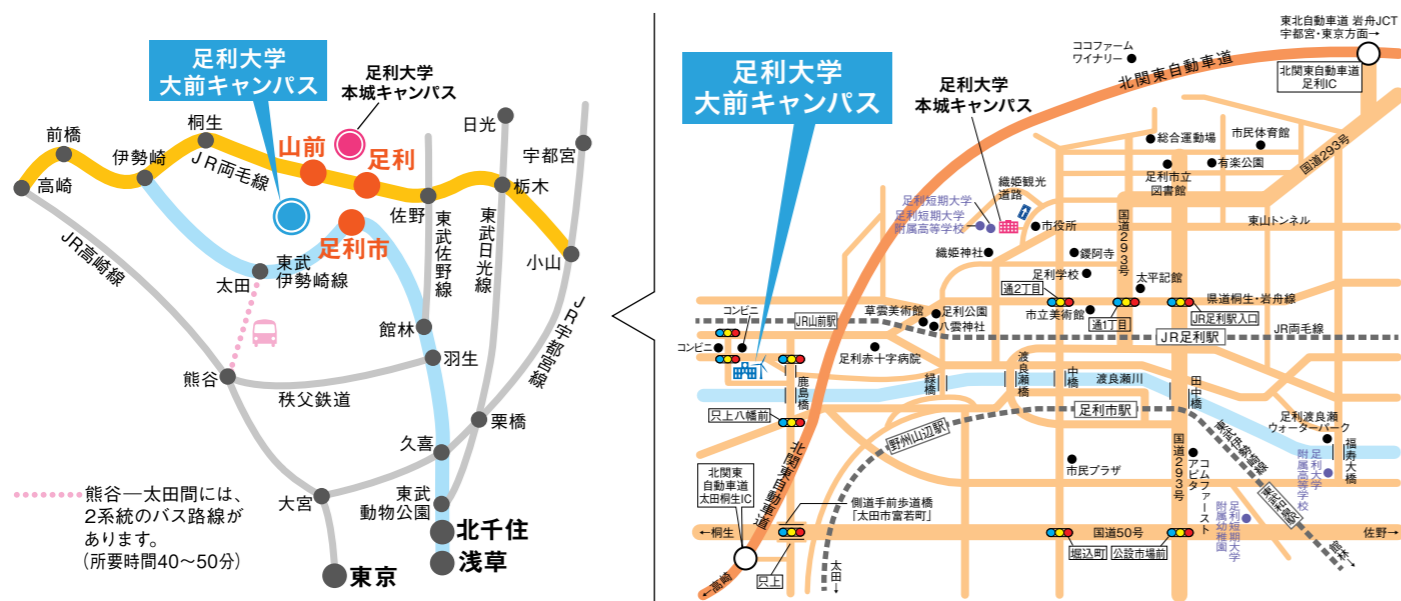 足利大学
大前キャンパス
足利大学
本城キャンパス
日光
宇都宮
桐生
前橋
伊勢崎
JR両毛線
山前
足利
高崎
佐野
栃木
足利市
小山
JR高崎線
太田
東武
伊勢崎線
東武佐野線
東武日光線
JR宇都宮線
館林
羽生
熊谷
秩父鉄道
栗橋
久喜
大宮
東武
動物公園
北千住
浅草
東京
熊谷―太田間には、
2系統のバス路線が
あります。
(所要時間40〜50分)
東北自動車道 岩舟JCT
宇都宮・東京方面→
北関東自動車道
足利IC
ココファーム
ワイナリー
北関東自動車道
足利大学
大前キャンパス
足利大学
本城キャンパス
総合運動場
市民体育館
有楽公園
足利市立
図書館
国道293号
織姫観光
道路
足利短期大学
足利短期大学
附属高等学校
市役所
国道293号
東山トンネル
織姫神社
鑁阿寺
足利学校
太平記館
通2丁目
県道桐生・岩舟線
コンビニ
JR山前駅
草雲美術館
足利公園
八雲神社
市立美術館
通1丁目
JR足利駅入口
JR足利駅
JR両毛線
コンビニ
足利赤十字病院
鹿島橋
緑橋
渡良瀬橋
中橋
渡良瀬川
田中橋
只上八幡前
足利市駅
野州山辺駅
東武伊勢崎線
足利渡良瀬
ウォーターパーク
福寿大橋
足利大学
附属高等学校
北関東自動車道
北関東
自動車道
太田桐生IC
市民プラザ
国道293号
アピタ
コムファースト
東武和泉駅
足利短期大学
附属幼稚園
側道手前歩道橋
「太田市富若町」
←桐生
国道50号
佐野→
堀込町
公設市場前
只上
←高崎
太田→
館林→